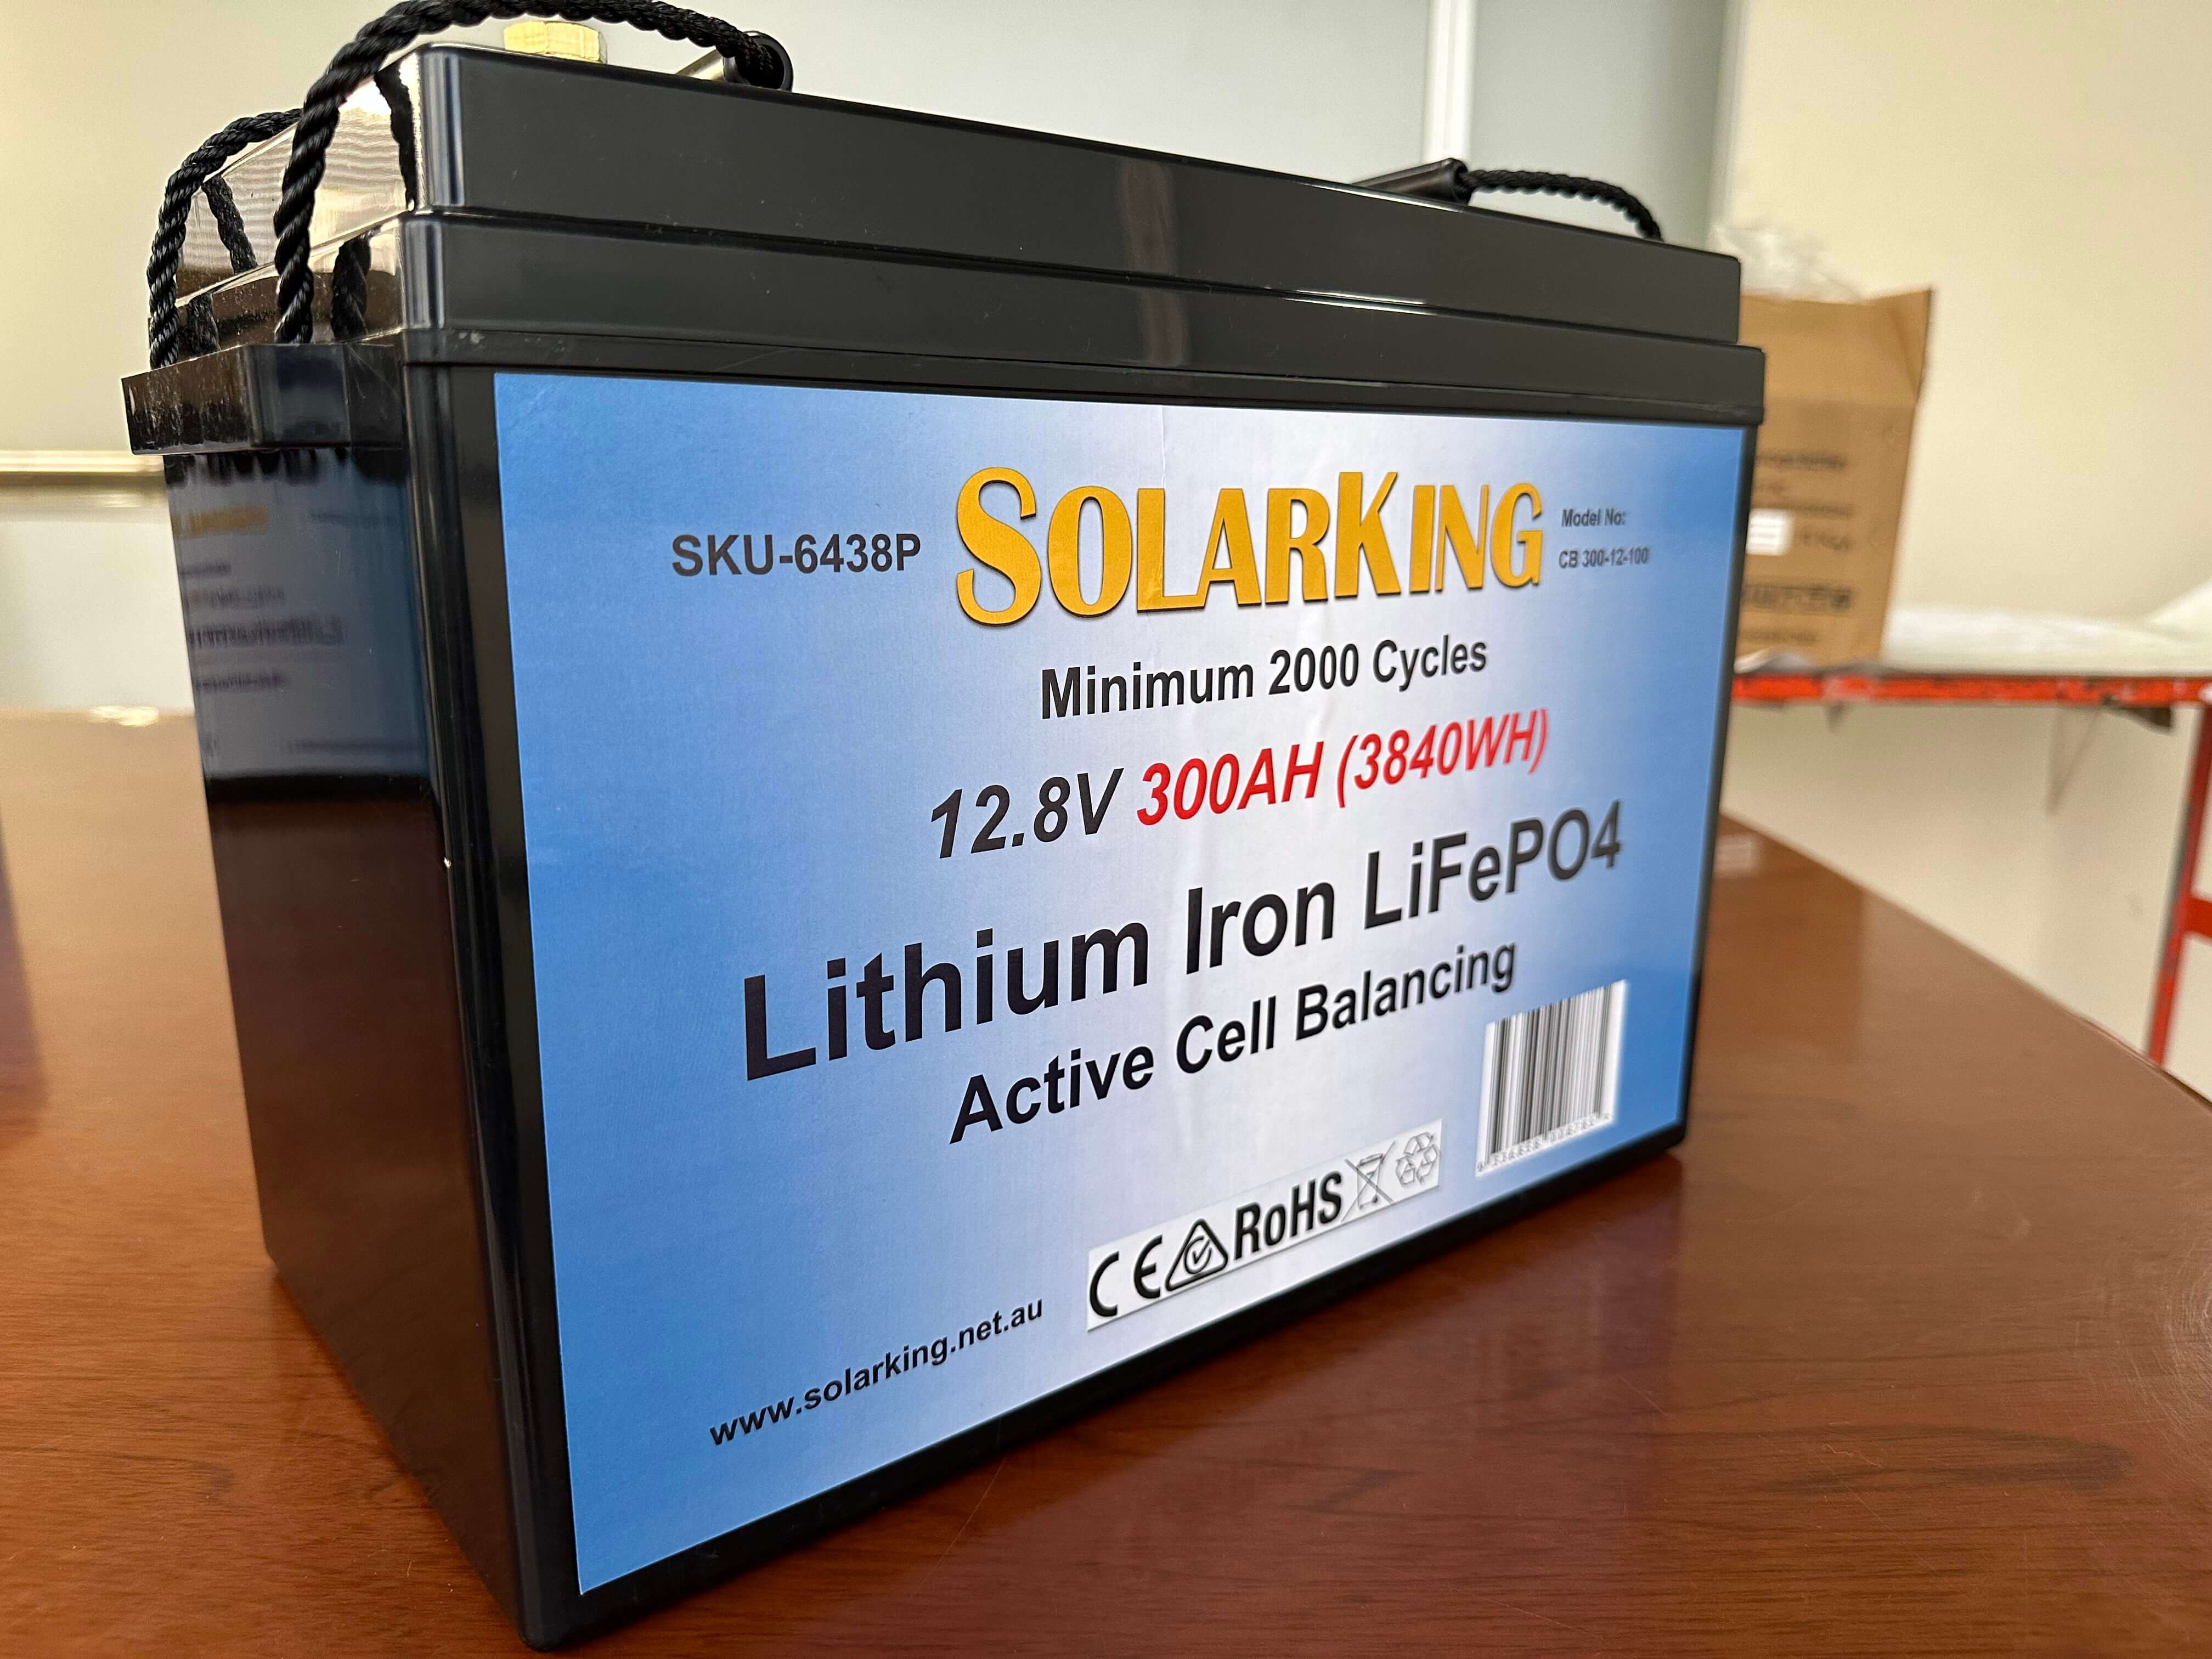 SKU-6438P
SOLARKING
Model No:
CB 300-12-100
Minimum 2000 Cycles
12.8V 300AH (3840WH)
Lithium Iron LiFePO4
Active Cell Balancing
CE RoHS
www.solarking.net.au